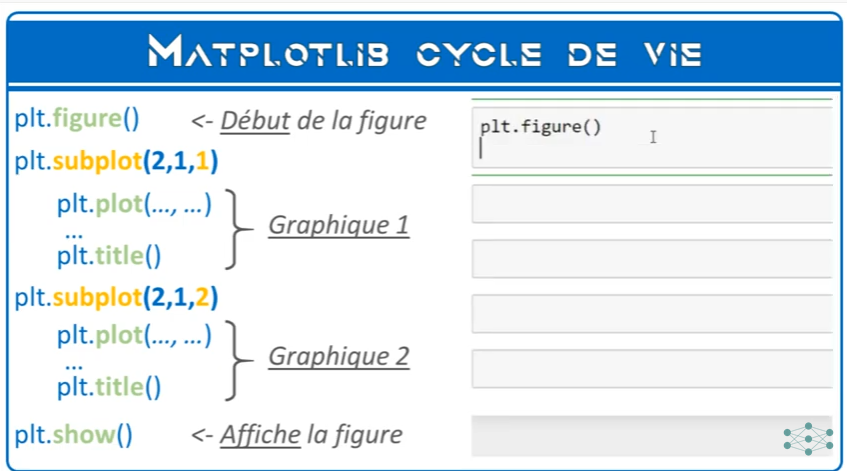 MATPLOTLIB CYCLE DE VIE
plt.figure() <- Début de la figure
plt.subplot(2,1,1)
plt.plot(..., ...)
...
plt.title()
Graphique 1
plt.subplot(2,1,2)
plt.plot(..., ...)
...
plt.title()
Graphique 2
plt.show() <- Affiche la figure
plt.figure()